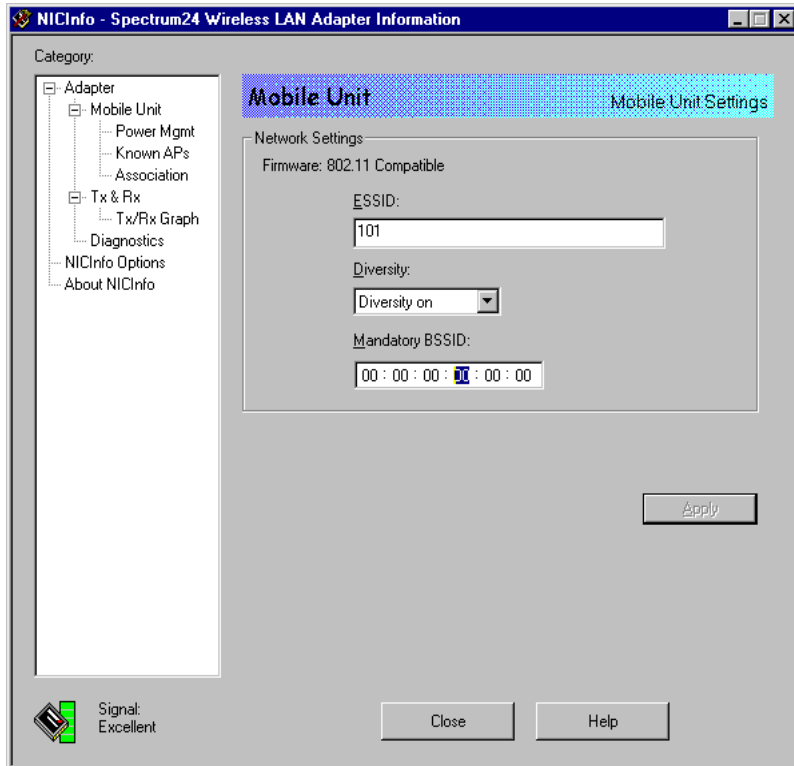 NICInfo - Spectrum24 Wireless LAN Adapter Information
Category:
Adapter
Mobile Unit
Power Mgmt
Known APs
Association
Tx & Rx
Tx/Rx Graph
Diagnostics
NICInfo Options
About NICInfo
Mobile Unit
Mobile Unit Settings
Network Settings
Firmware: 802.11 Compatible
ESSID:
101
Diversity:
Diversity on
Mandatory BSSID:
00 : 00 : 00 : 00 : 00 : 00
Apply
Signal:
Excellent
Close
Help